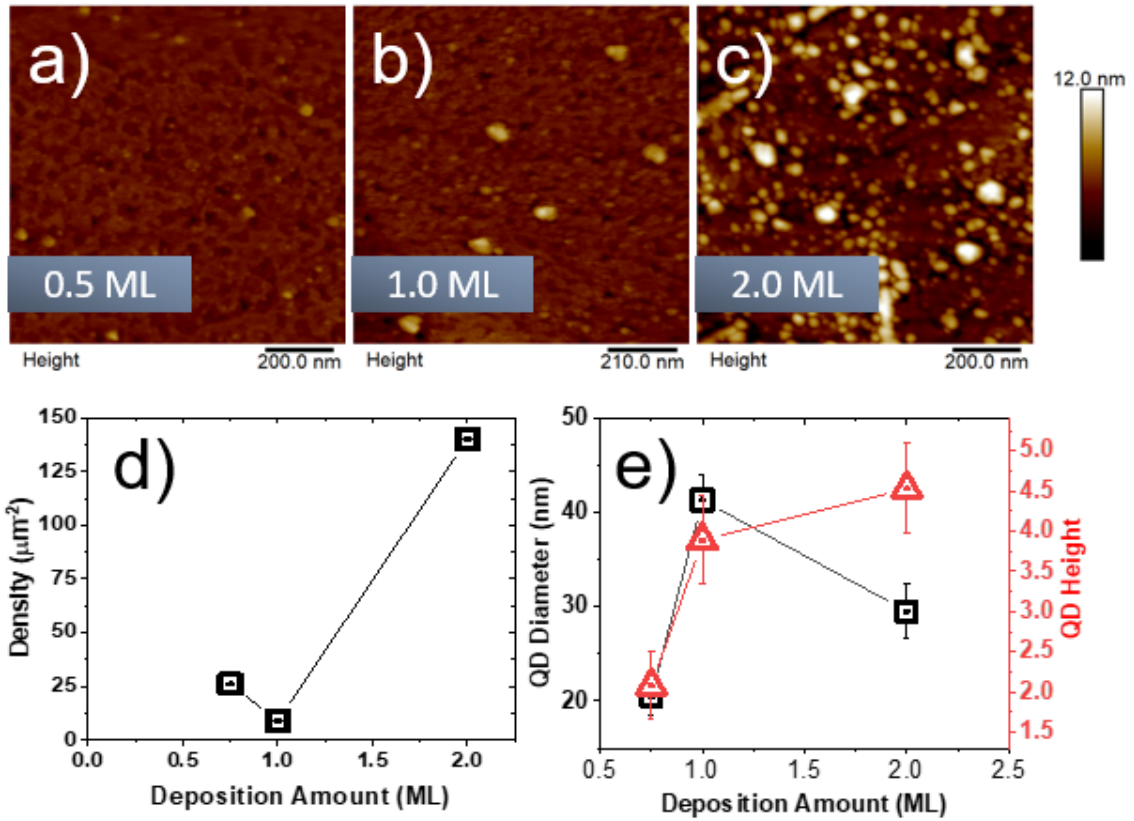 a)
b)
c)
12.0 nm
0.5 ML
1.0 ML
2.0 ML
Height
200.0 nm
Height
210.0 nm
Height
200.0 nm
d)
150
125
100
75
50
25
0
Density (µm⁻²)
0.0
0.5
1.0
1.5
2.0
Deposition Amount (ML)
e)
50
40
30
20
QD Diameter (nm)
5.0
4.5
4.0
3.5
3.0
2.5
2.0
1.5
QD Height
0.5
1.0
1.5
2.0
2.5
Deposition Amount (ML)